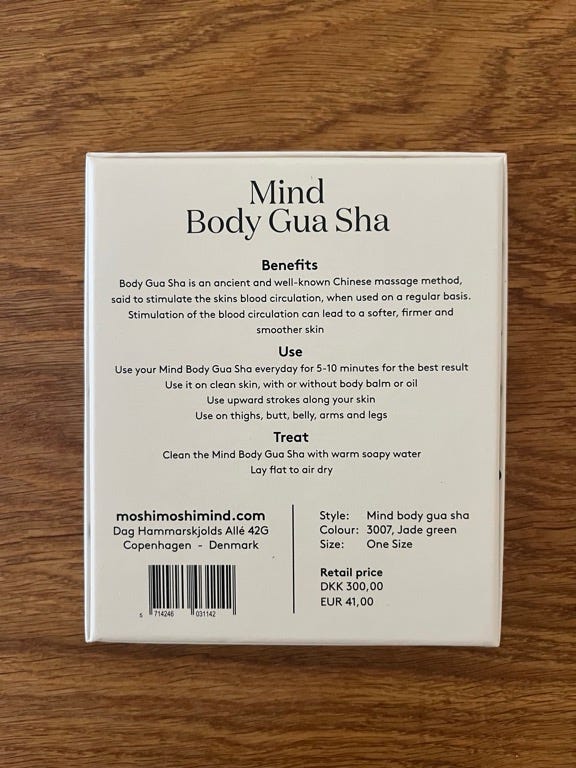 Mind
Body Gua Sha
Benefits
Body Gua Sha is an ancient and well-known Chinese massage method,
said to stimulate the skins blood circulation, when used on a regular basis.
Stimulation of the blood circulation can lead to a softer, firmer and
smoother skin
Use
Use your Mind Body Gua Sha everyday for 5-10 minutes for the best result
Use it on clean skin, with or without body balm or oil
Use upward strokes along your skin
Use on thighs, butt, belly, arms and legs
Treat
Clean the Mind Body Gua Sha with warm soapy water
Lay flat to air dry
moshimoshimind.com
Dag Hammarskjolds Allé 42G
Copenhagen - Denmark
5 714246 031142
Style: Mind body gua sha
Colour: 3007, Jade green
Size: One Size
Retail price
DKK 300,00
EUR 41,00